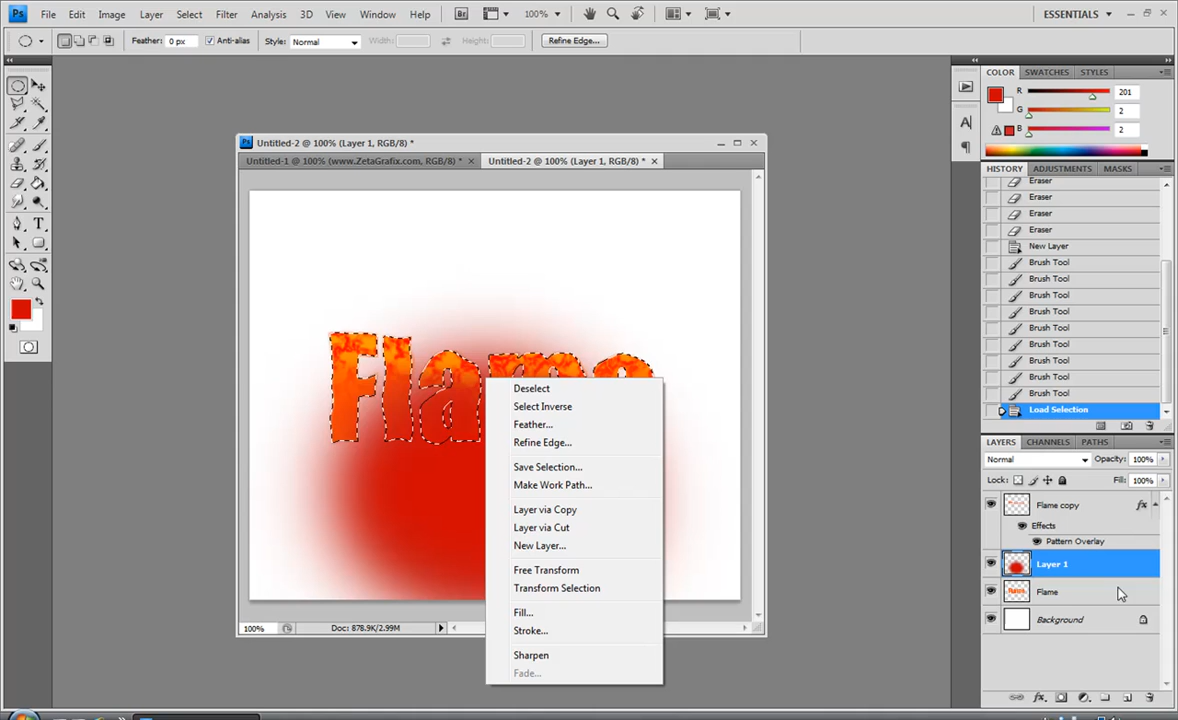 Ps File Edit Image Layer Select Filter Analysis 3D View Window Help Br 100% ESSENTIALS
Feather: 0 px Anti-alias Style: Normal Width: Height: Refine Edge...
COLOR SWATCHES STYLES
R 201
G 2
B 2
Untitled-2 @ 100% (Layer 1, RGB/8) *
Untitled-1 @ 100% (www.ZetaGrafix.com, RGB/8) * Untitled-2 @ 100% (Layer 1, RGB/8) *
HISTORY ADJUSTMENTS MASKS
Eraser
Eraser
Eraser
Eraser
New Layer
Brush Tool
Brush Tool
Brush Tool
Brush Tool
Brush Tool
Brush Tool
Brush Tool
Brush Tool
Brush Tool
Load Selection
Flame
Deselect
Select Inverse
Feather...
Refine Edge...
Save Selection...
Make Work Path...
Layer via Copy
Layer via Cut
New Layer...
Free Transform
Transform Selection
Fill...
Stroke...
Sharpen
Fade...
LAYERS CHANNELS PATHS
Normal Opacity: 100%
Lock: Fill: 100%
Flame copy fx
Effects
Pattern Overlay
Layer 1
Flame
Background
100% Doc: 878.9K/2.99M